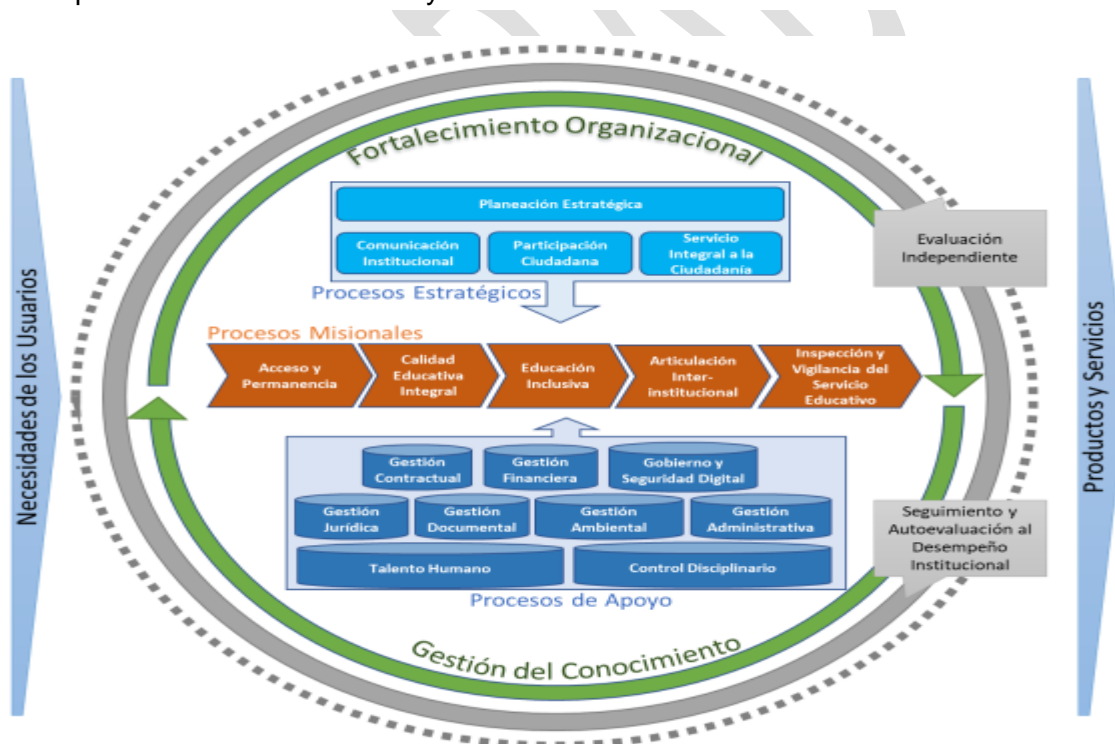 Necesidades de los Usuarios
Fortalecimiento Organizacional
Planeación Estratégica
Comunicación
Institucional
Participación
Ciudadana
Servicio
Integral a la
Ciudadanía
Procesos Estratégicos
Evaluación
Independiente
Procesos Misionales
Acceso y
Permanencia
Calidad
Educativa
Integral
Educación
Inclusiva
Articulación
Inter-
institucional
Inspección y
Vigilancia del
Servicio
Educativo
Gestión
Contractual
Gestión
Financiera
Gobierno y
Seguridad Digital
Gestión
Jurídica
Gestión
Documental
Gestión
Ambiental
Gestión
Administrativa
Talento Humano
Control Disciplinario
Procesos de Apoyo
Seguimiento y
Autoevaluación al
Desempeño
Institucional
Gestión del Conocimiento
Productos y Servicios